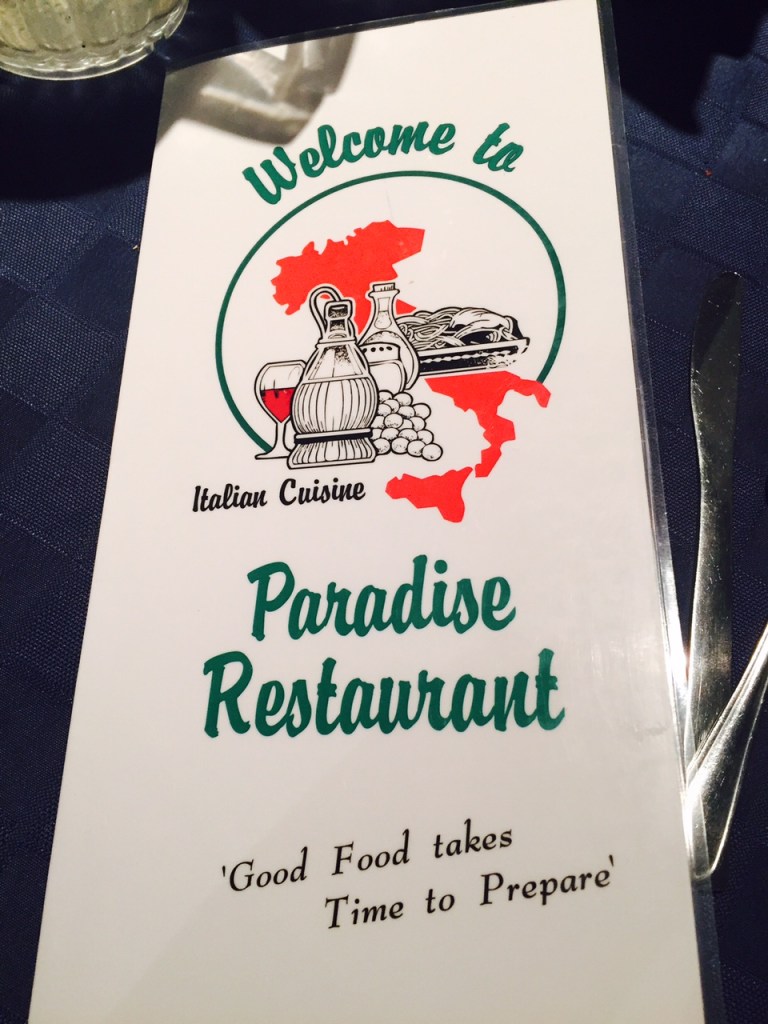 Welcome to
Italian Cuisine
Paradise
Restaurant
'Good Food takes
Time to Prepare'